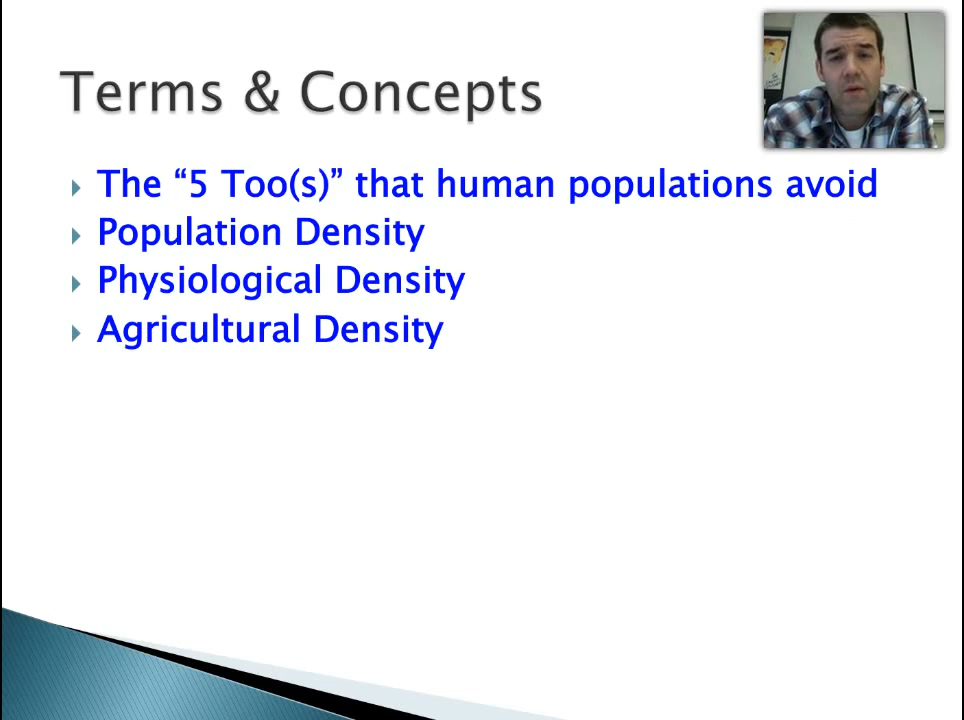 Terms & Concepts
The “5 Too(s)” that human populations avoid
Population Density
Physiological Density
Agricultural Density